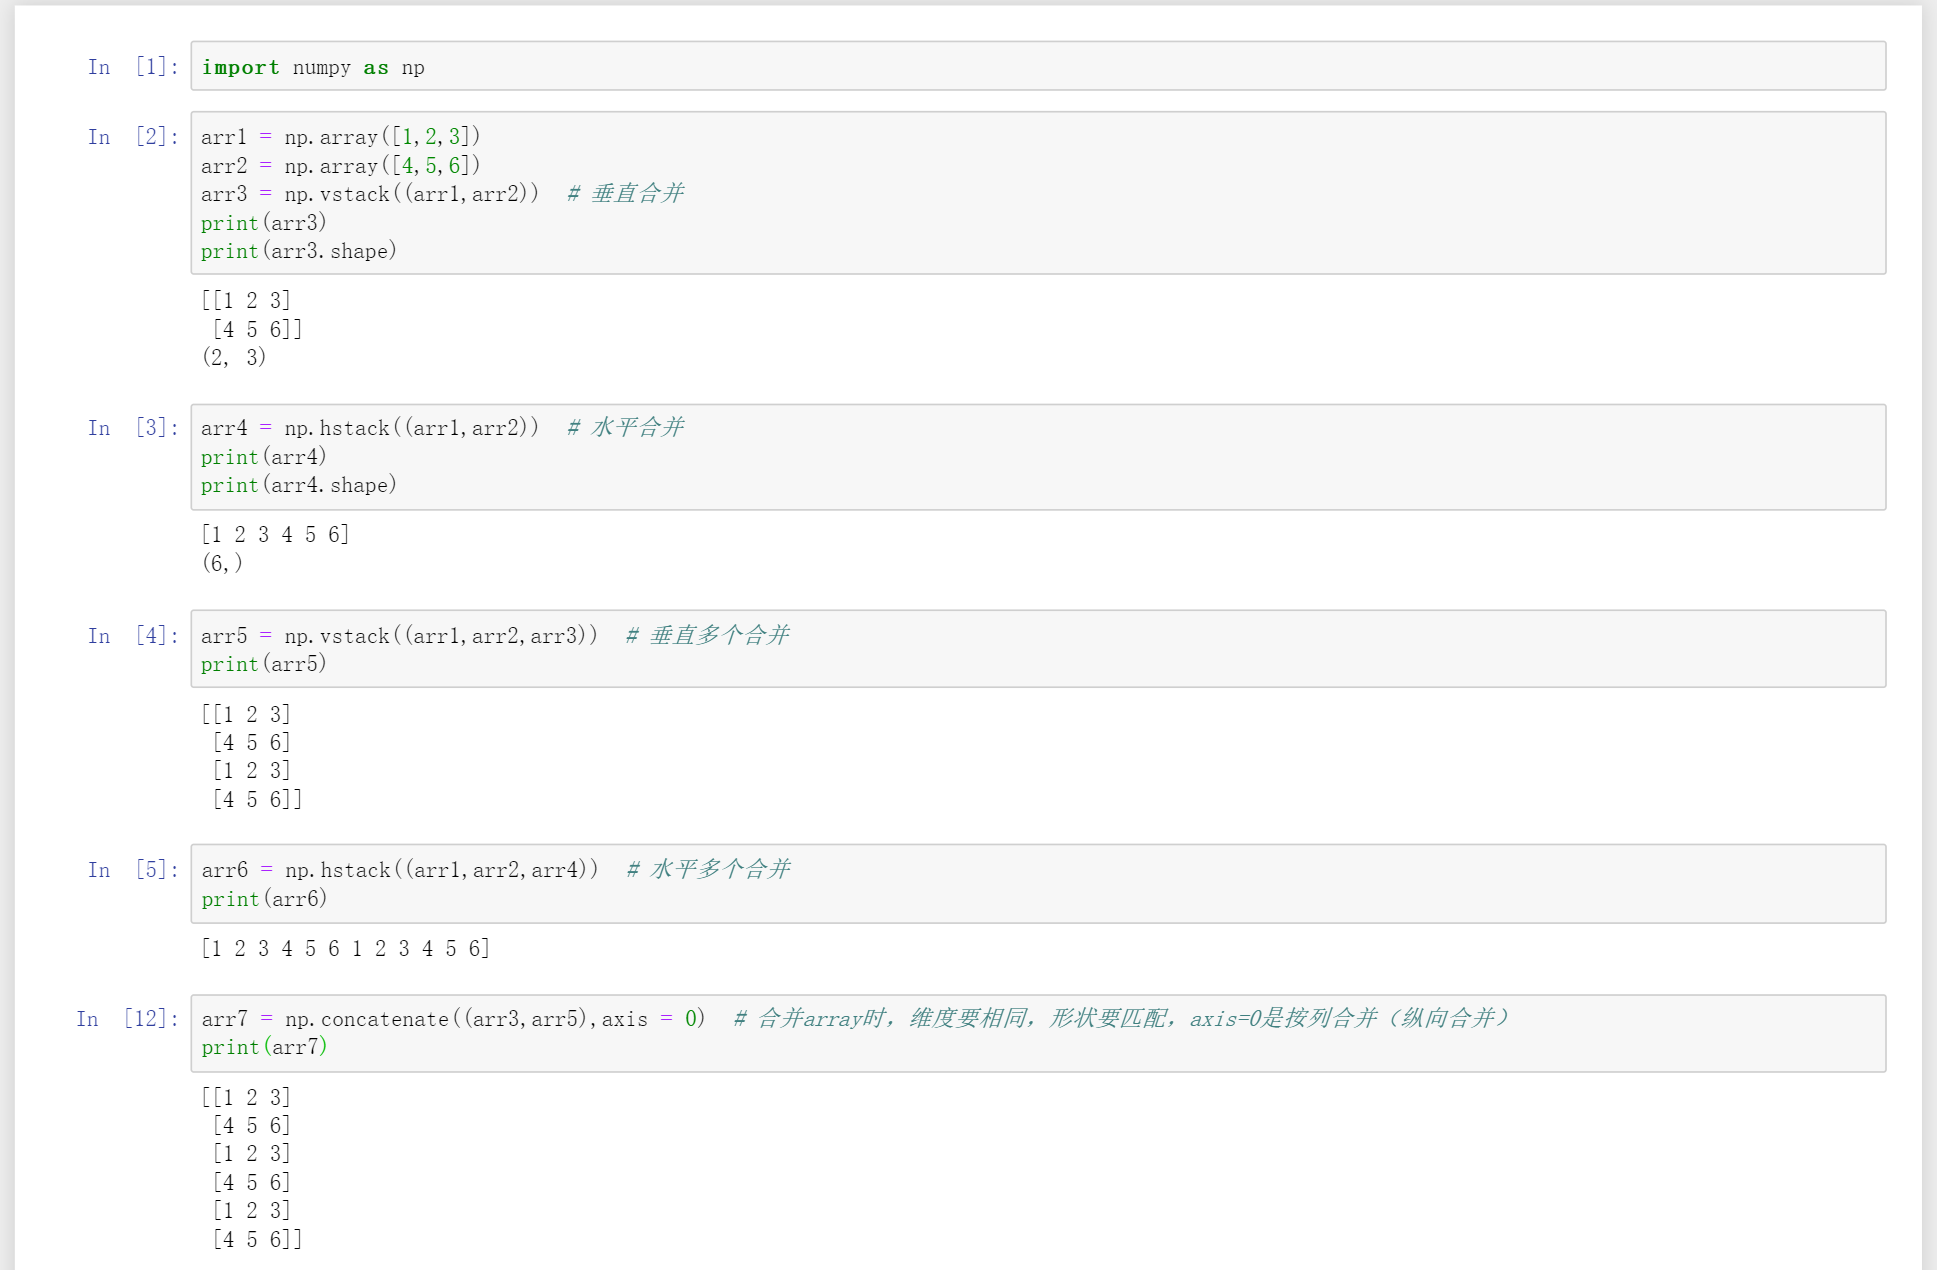 In [1]: import numpy as np
In [2]: arr1 = np.array([1,2,3])
arr2 = np.array([4,5,6])
arr3 = np.vstack((arr1,arr2))  # 垂直合并
print(arr3)
print(arr3.shape)
[[1 2 3]
 [4 5 6]]
(2, 3)
In [3]: arr4 = np.hstack((arr1,arr2))  # 水平合并
print(arr4)
print(arr4.shape)
[1 2 3 4 5 6]
(6,)
In [4]: arr5 = np.vstack((arr1,arr2,arr3))  # 垂直多个合并
print(arr5)
[[1 2 3]
 [4 5 6]
 [1 2 3]
 [4 5 6]]
In [5]: arr6 = np.hstack((arr1,arr2,arr4))  # 水平多个合并
print(arr6)
[1 2 3 4 5 6 1 2 3 4 5 6]
In [12]: arr7 = np.concatenate((arr3,arr5),axis = 0)  # 合并array时，维度要相同，形状要匹配，axis=0是按列合并（纵向合并）
print(arr7)
[[1 2 3]
 [4 5 6]
 [1 2 3]
 [4 5 6]
 [1 2 3]
 [4 5 6]]